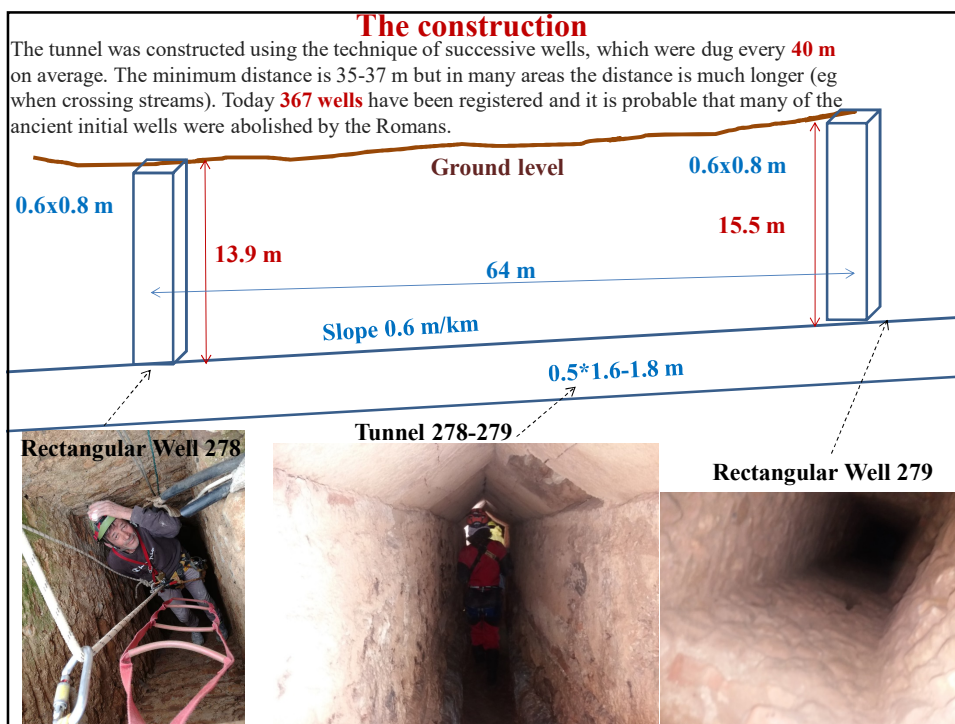 The construction
The tunnel was constructed using the technique of successive wells, which were dug every 40 m
on average. The minimum distance is 35-37 m but in many areas the distance is much longer (eg
when crossing streams). Today 367 wells have been registered and it is probable that many of the
ancient initial wells were abolished by the Romans.
Ground level
0.6x0.8 m
0.6x0.8 m
13.9 m
15.5 m
64 m
Slope 0.6 m/km
0.5*1.6-1.8 m
Rectangular Well 278
Tunnel 278-279
Rectangular Well 279